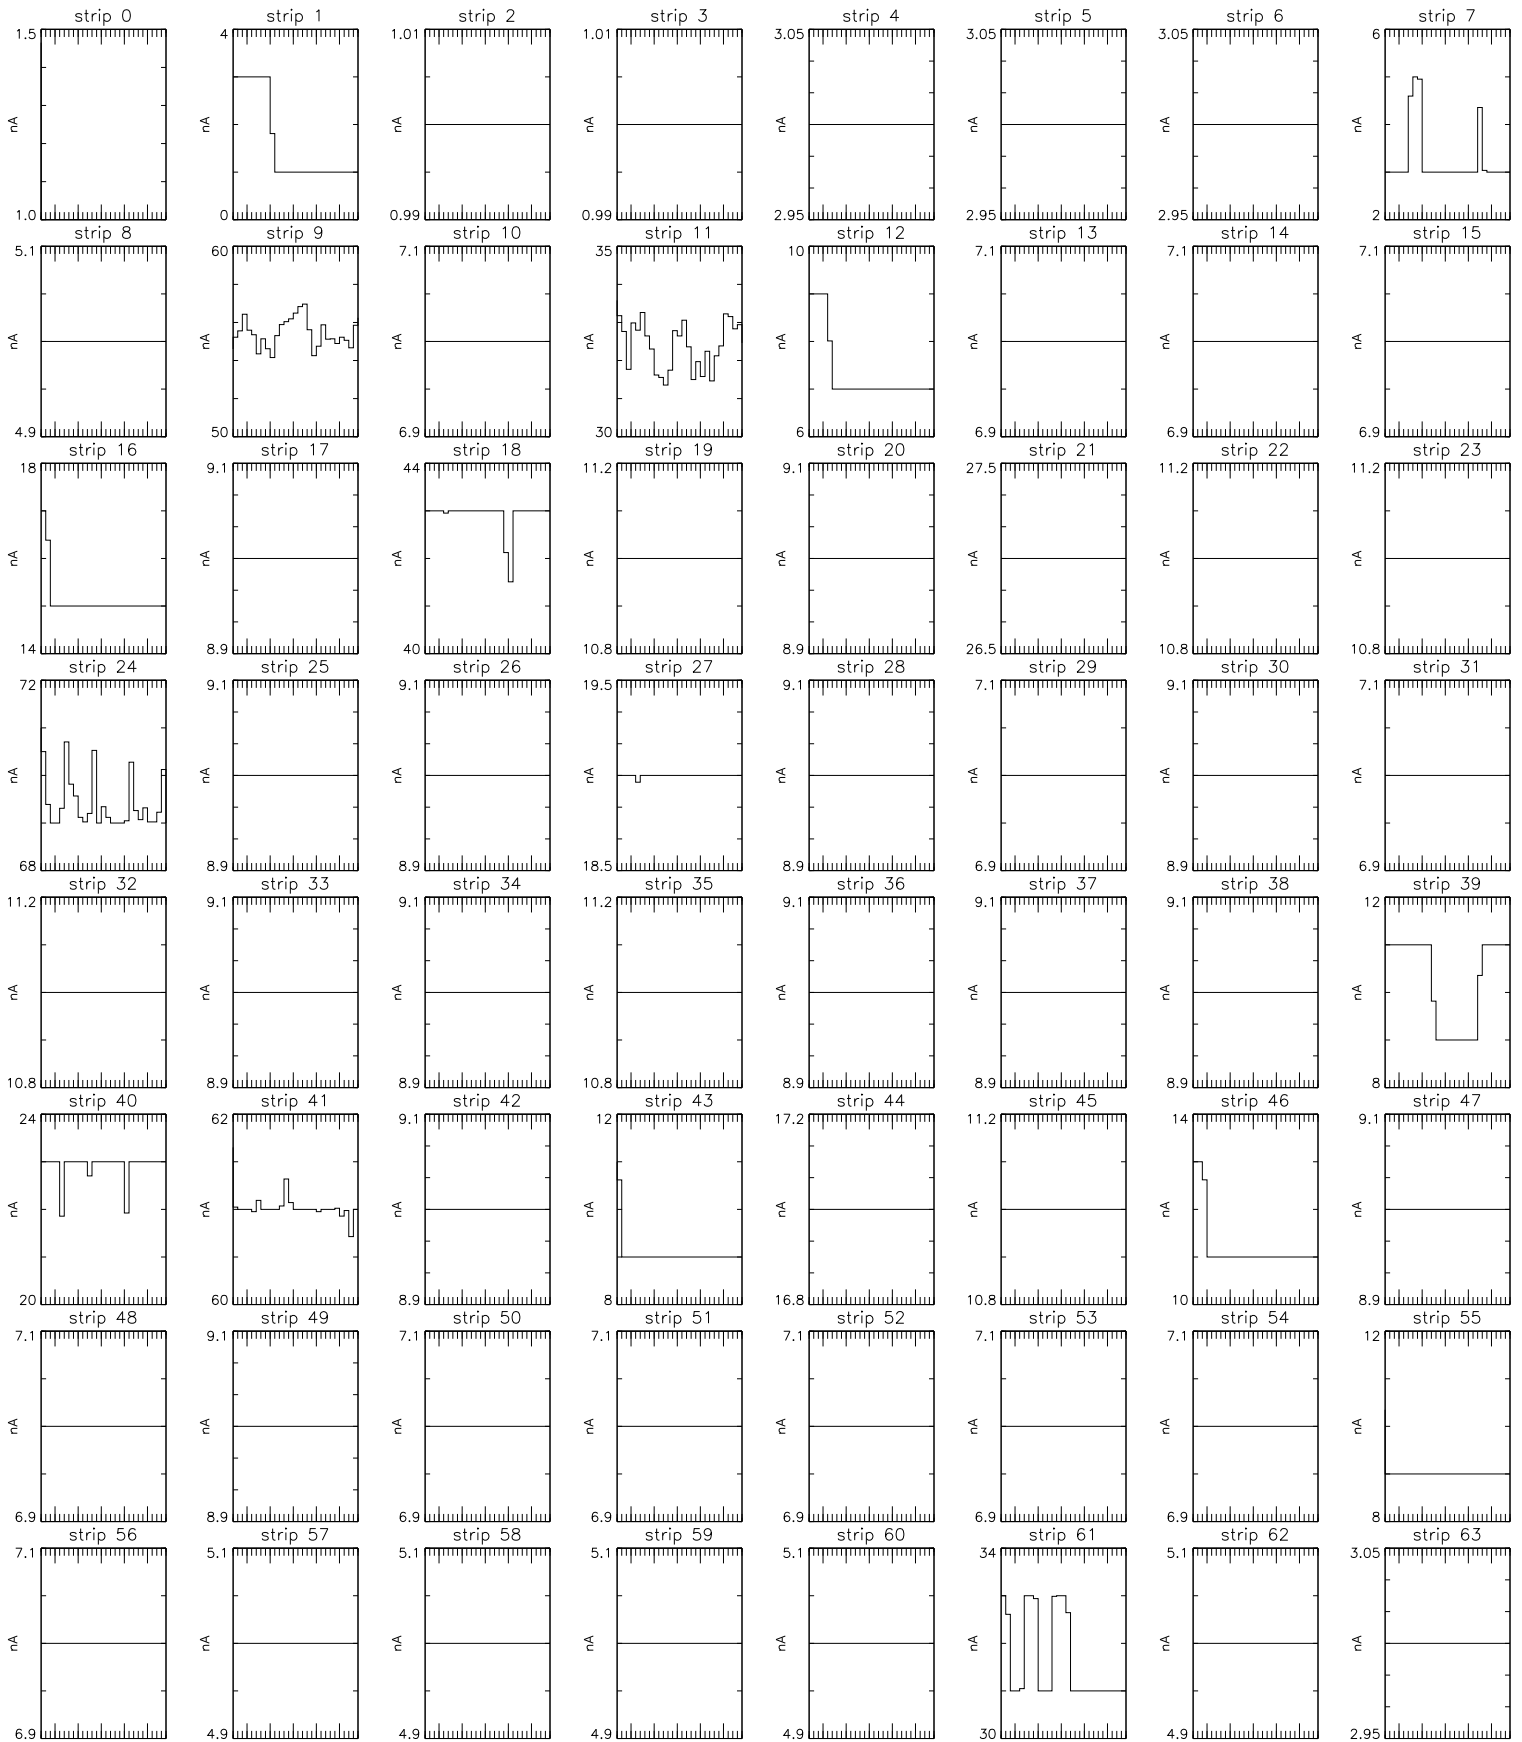 strip 0 strip 1 strip 2 strip 3 strip 4 strip 5 strip 6 strip 7
1.5 4 1.01 1.01 3.05 3.05 3.05 6
nA nA nA nA nA nA nA nA
1.0 0 0.99 0.99 2.95 2.95 2.95 2
strip 8 strip 9 strip 10 strip 11 strip 12 strip 13 strip 14 strip 15
5.1 60 7.1 35 10 7.1 7.1 7.1
nA nA nA nA nA nA nA nA
4.9 50 6.9 30 6 6.9 6.9 6.9
strip 16 strip 17 strip 18 strip 19 strip 20 strip 21 strip 22 strip 23
18 9.1 44 11.2 9.1 27.5 11.2 11.2
nA nA nA nA nA nA nA nA
14 8.9 40 10.8 8.9 26.5 10.8 10.8
strip 24 strip 25 strip 26 strip 27 strip 28 strip 29 strip 30 strip 31
72 9.1 9.1 19.5 9.1 7.1 9.1 7.1
nA nA nA nA nA nA nA nA
68 8.9 8.9 18.5 8.9 6.9 8.9 6.9
strip 32 strip 33 strip 34 strip 35 strip 36 strip 37 strip 38 strip 39
11.2 9.1 9.1 11.2 9.1 9.1 9.1 12
nA nA nA nA nA nA nA nA
10.8 8.9 8.9 10.8 8.9 8.9 8.9 8
strip 40 strip 41 strip 42 strip 43 strip 44 strip 45 strip 46 strip 47
24 62 9.1 12 17.2 11.2 14 9.1
nA nA nA nA nA nA nA nA
20 60 8.9 8 16.8 10.8 10 8.9
strip 48 strip 49 strip 50 strip 51 strip 52 strip 53 strip 54 strip 55
7.1 9.1 7.1 7.1 7.1 7.1 7.1 12
nA nA nA nA nA nA nA nA
6.9 8.9 6.9 6.9 6.9 6.9 6.9 8
strip 56 strip 57 strip 58 strip 59 strip 60 strip 61 strip 62 strip 63
7.1 5.1 5.1 5.1 5.1 34 5.1 3.05
nA nA nA nA nA nA nA nA
6.9 4.9 4.9 4.9 4.9 30 4.9 2.95